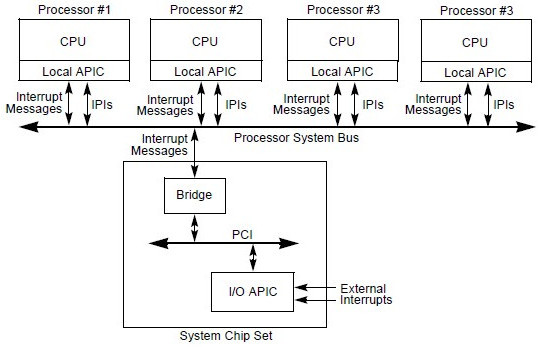 Processor #1
Processor #2
Processor #3
Processor #3
CPU
CPU
CPU
CPU
Local APIC
Local APIC
Local APIC
Local APIC
Interrupt
Messages
IPIs
Interrupt
Messages
IPIs
Interrupt
Messages
IPIs
Interrupt
Messages
IPIs
Processor System Bus
Interrupt
Messages
Bridge
PCI
I/O APIC
External
Interrupts
System Chip Set